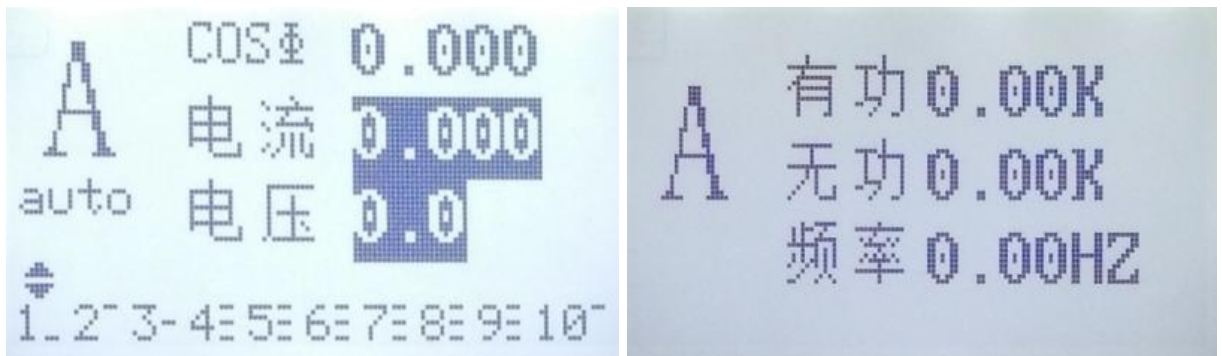 COSΦ 0.000
A 电流 0.000
auto 电压 0.0
1_ 2¯ 3- 4⋮ 5⋮ 6⋮ 7⋮ 8⋮ 9⋮ 10¯
有功 0.00K
A 无功 0.00K
频率 0.00HZ